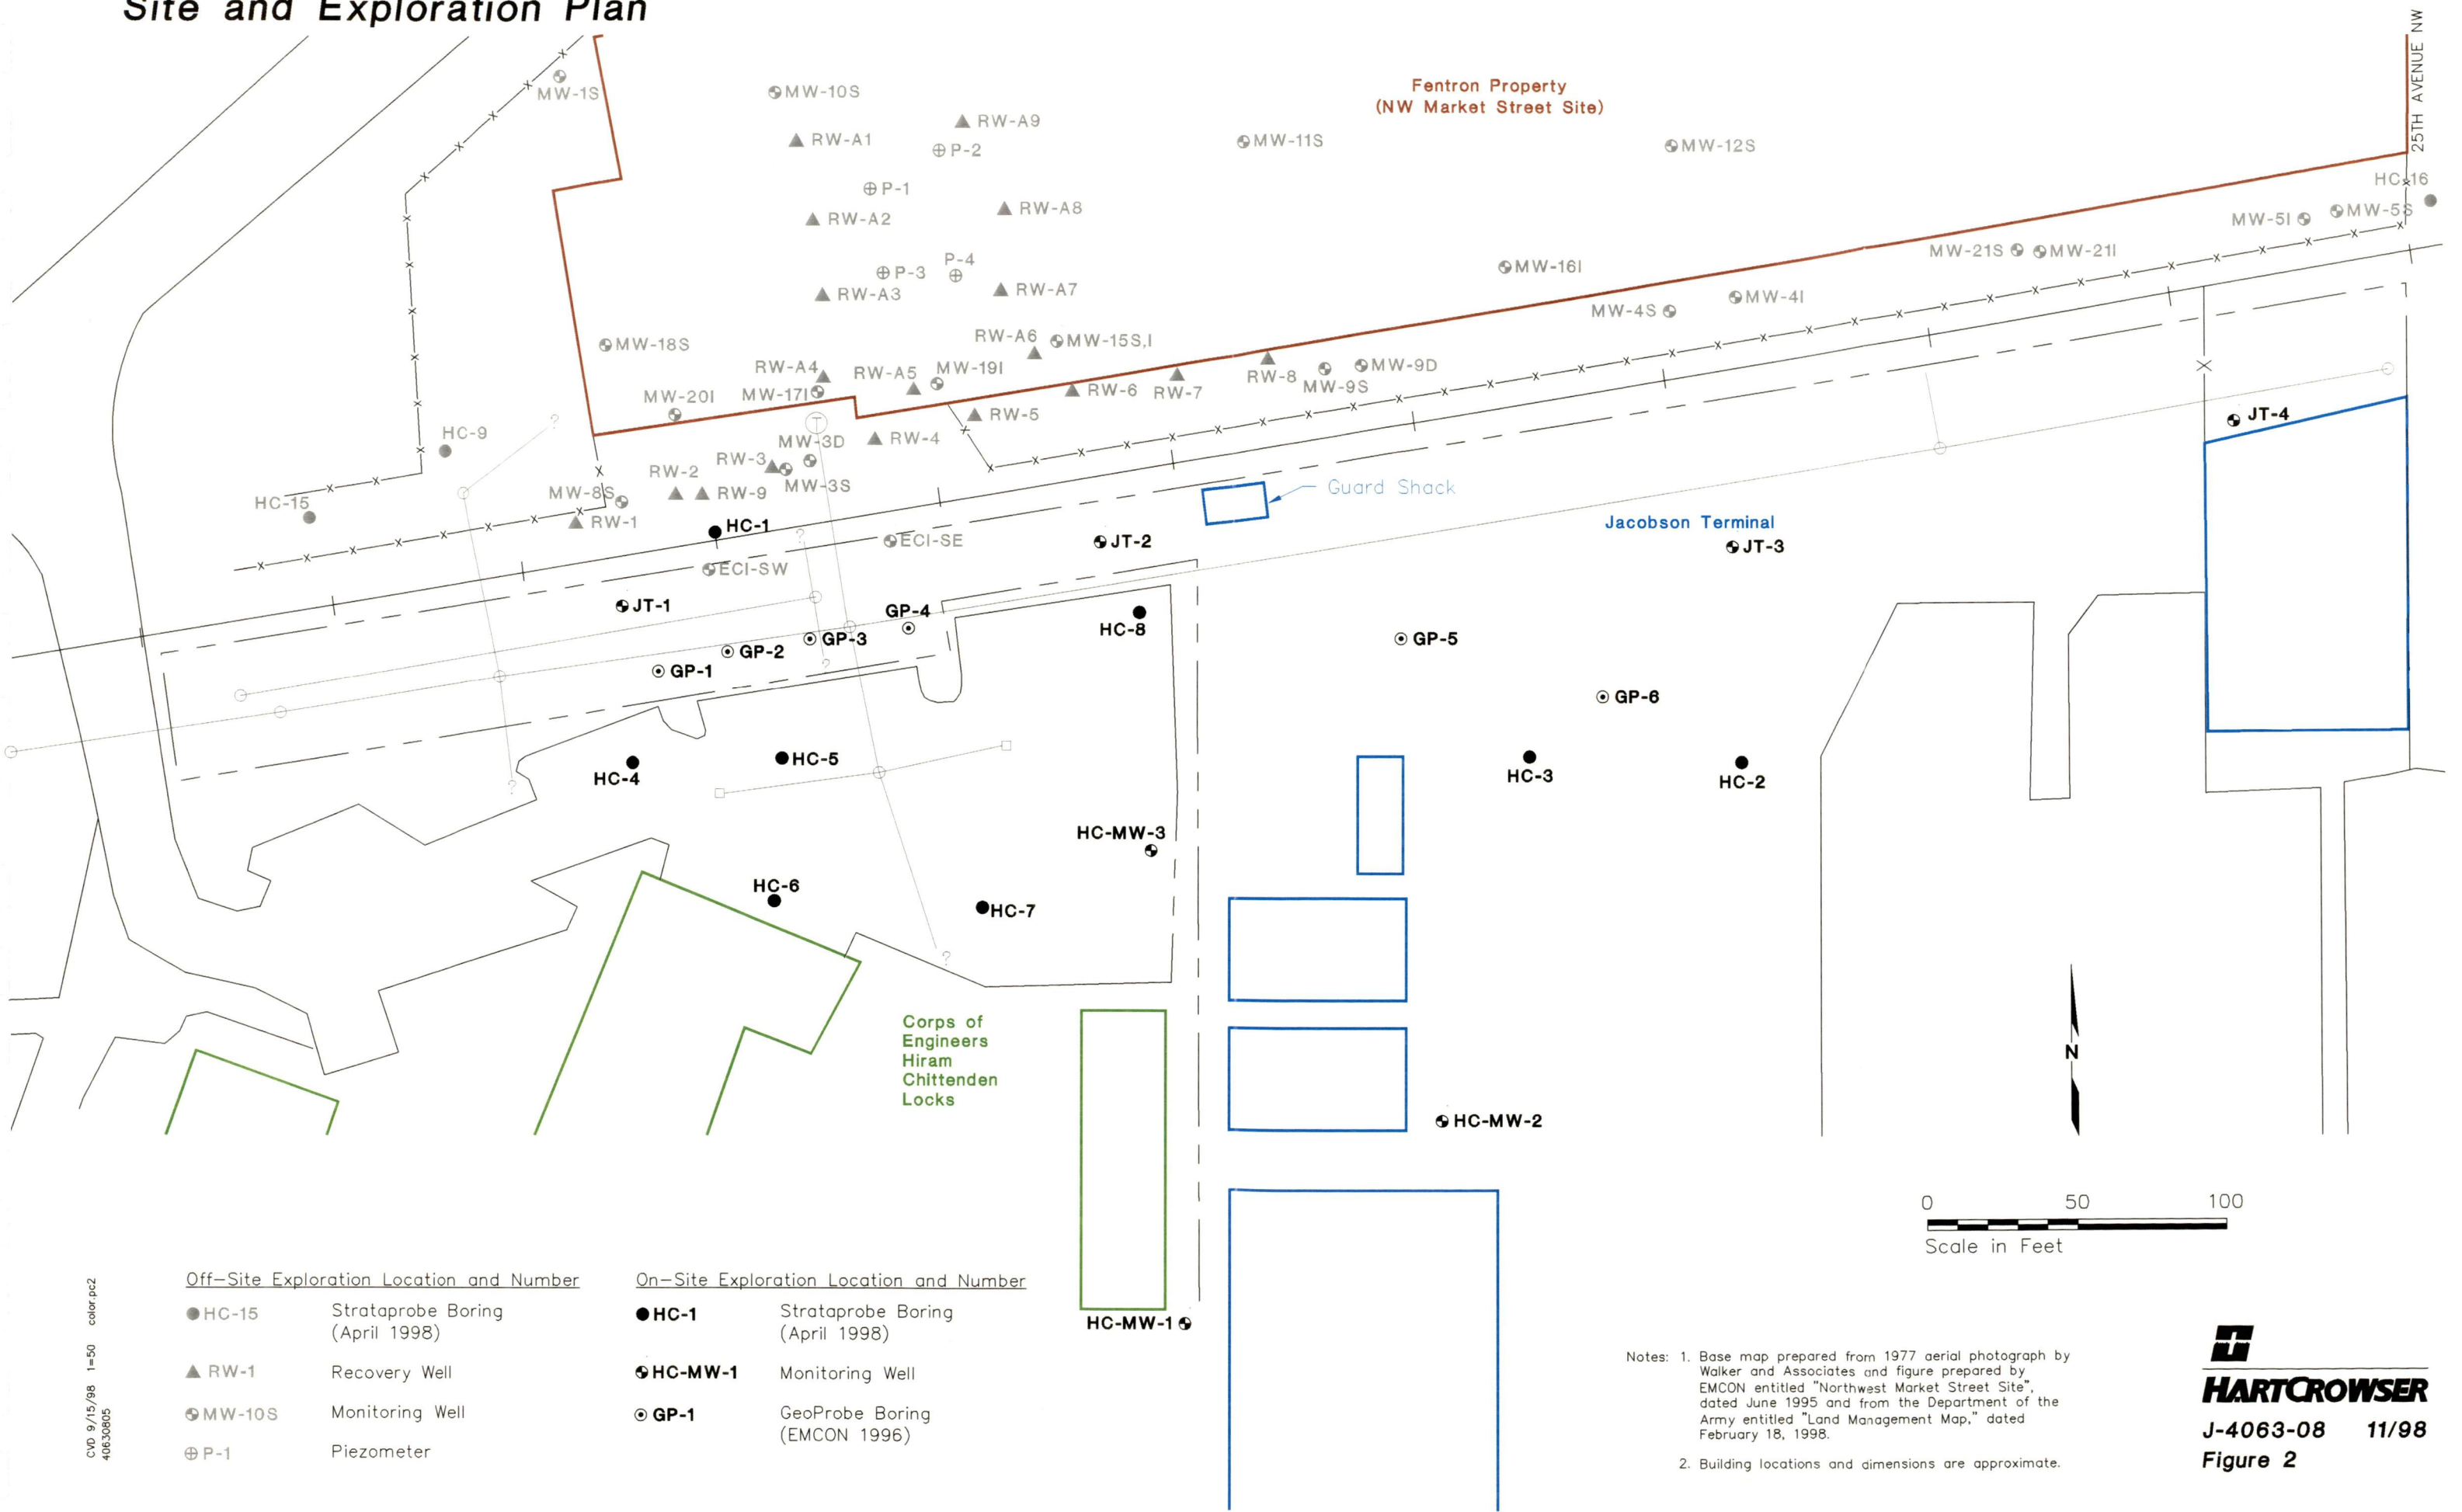 Site and Exploration Plan
25TH AVENUE NW
Fentron Property
(NW Market Street Site)
MW-1S
MW-10S
RW-A9
RW-A1
P-2
MW-11S
MW-12S
P-1
HC-16
RW-A8
RW-A2
MW-5I
MW-5S
MW-21S
MW-21I
P-4
P-3
MW-16I
RW-A7
RW-A3
MW-4I
MW-4S
RW-A6
MW-15S,I
MW-18S
RW-A4
RW-A5
MW-19I
RW-8
MW-9D
MW-9S
MW-20I
MW-17I
RW-6
RW-7
RW-5
JT-4
?
HC-9
MW-3D
RW-4
RW-3
RW-2
MW-3S
MW-8S
RW-9
Guard Shack
HC-15
RW-1
HC-1
Jacobson Terminal
?
ECI-SE
JT-2
JT-3
ECI-SW
JT-1
GP-4
HC-8
GP-3
GP-5
GP-2
?
GP-1
GP-6
HC-4
HC-5
HC-3
HC-2
?
HC-MW-3
HC-6
HC-7
?
Corps of
Engineers
Hiram
Chittenden
Locks
N
HC-MW-2
0 50 100
Scale in Feet
HC-MW-1
Off-Site Exploration Location and Number
HC-15 Strataprobe Boring
(April 1998)
RW-1 Recovery Well
MW-10S Monitoring Well
P-1 Piezometer
On-Site Exploration Location and Number
HC-1 Strataprobe Boring
(April 1998)
HC-MW-1 Monitoring Well
GP-1 GeoProbe Boring
(EMCON 1996)
CVD 9/15/98 1=50 color.pc2
40630805
Notes: 1. Base map prepared from 1977 aerial photograph by
Walker and Associates and figure prepared by
EMCON entitled "Northwest Market Street Site",
dated June 1995 and from the Department of the
Army entitled "Land Management Map," dated
February 18, 1998.
2. Building locations and dimensions are approximate.
HARTCROWSER
J-4063-08 11/98
Figure 2